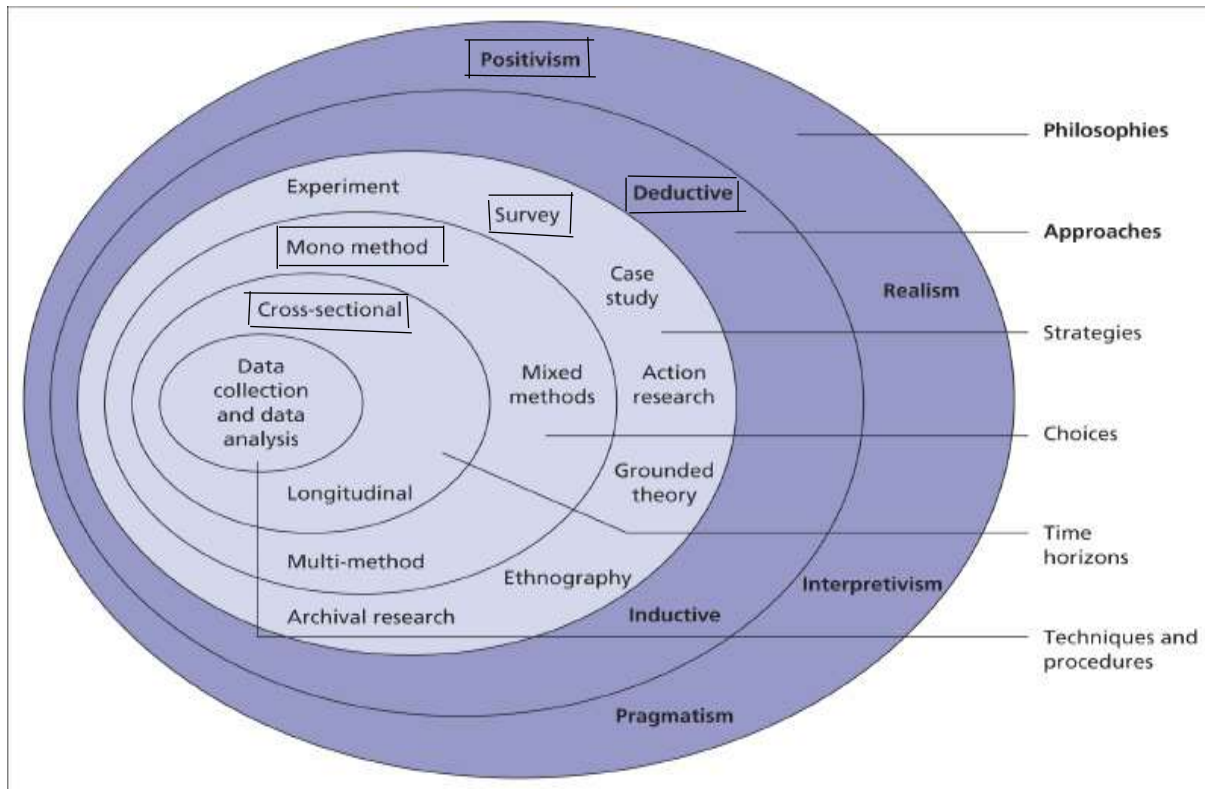 Positivism
Philosophies
Experiment
Deductive
Survey
Approaches
Mono method
Case
study
Realism
Cross-sectional
Strategies
Data
collection
and data
analysis
Mixed
methods
Action
research
Choices
Grounded
theory
Longitudinal
Time
horizons
Multi-method
Ethnography
Interpretivism
Archival research
Inductive
Techniques and
procedures
Pragmatism